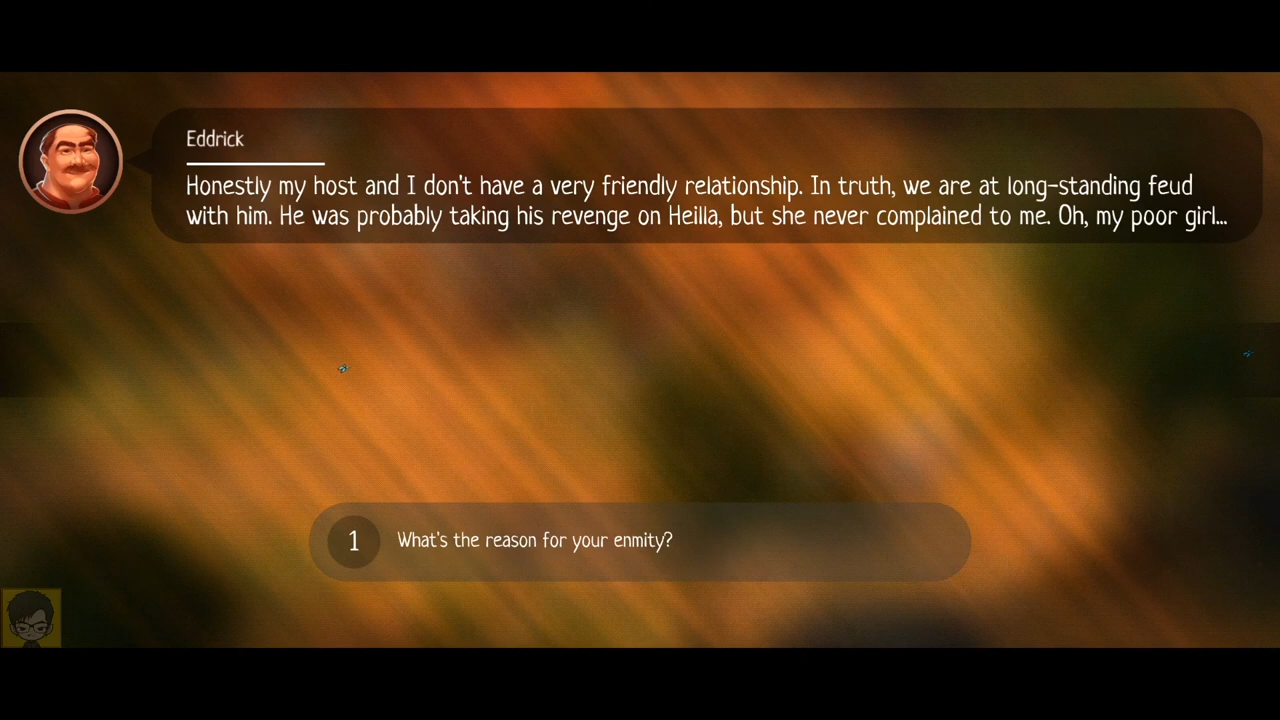 Eddrick
Honestly my host and I don't have a very friendly relationship. In truth, we are at long-standing feud
with him. He was probably taking his revenge on Heilla, but she never complained to me. Oh, my poor girl...
1 What's the reason for your enmity?